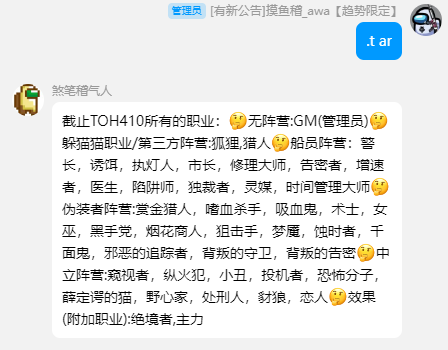 管理员 [有新公告]摸鱼稽_awa【趋势限定】
.t ar
煞笔稽气人
截止TOH410所有的职业：🤔无阵营:GM(管理员)🤔
躲猫猫职业/第三方阵营:狐狸,猎人🤔船员阵营：警
长，诱饵，执灯人，市长，修理大师，告密者，增速
者，医生，陷阱师，独裁者，灵媒，时间管理大师🤔
伪装者阵营:赏金猎人，嗜血杀手，吸血鬼，术士，女
巫，黑手党，烟花商人，狙击手，梦魇，蚀时者，千
面鬼，邪恶的追踪者，背叛的守卫，背叛的告密🤔中
立阵营:窥视者，纵火犯，小丑，投机者，恐怖分子，
薛定谔的猫，野心家，处刑人，豺狼，恋人🤔效果
(附加职业):绝境者,主力